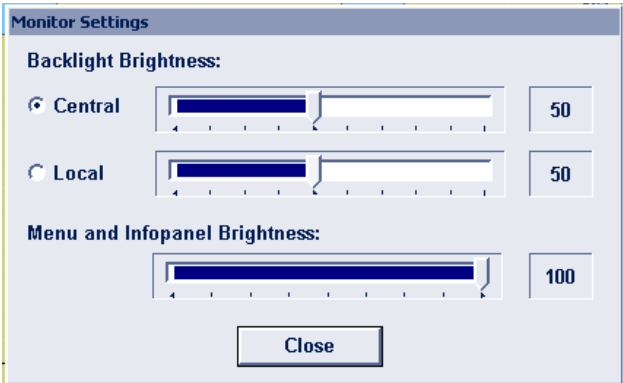 Monitor Settings
Backlight Brightness:
Central 50
Local 50
Menu and Infopanel Brightness:
100
Close